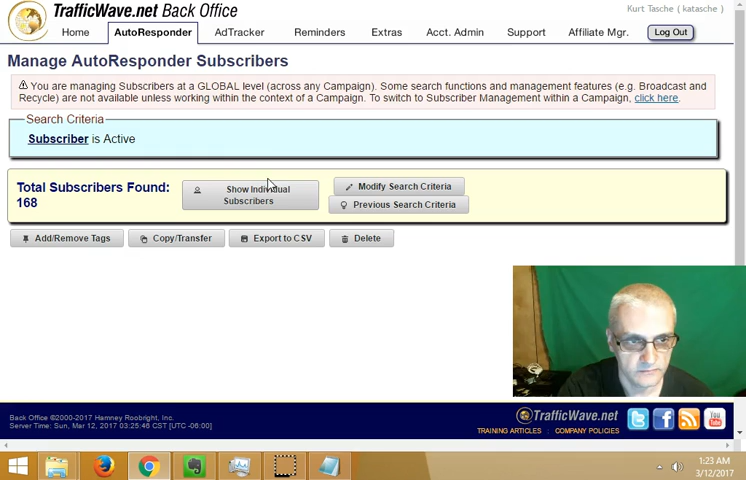 TrafficWave.net Back Office
Kurt Tasche ( katasche )
Home AutoResponder AdTracker Reminders Extras Acct. Admin Support Affiliate Mgr. Log Out
Manage AutoResponder Subscribers
You are managing Subscribers at a GLOBAL level (across any Campaign). Some search functions and management features (e.g. Broadcast and
Recycle) are not available unless working within the context of a Campaign. To switch to Subscriber Management within a Campaign, click here.
Search Criteria
Subscriber is Active
Total Subscribers Found:
168
Show Individual
Subscribers
Modify Search Criteria
Previous Search Criteria
Add/Remove Tags Copy/Transfer Export to CSV Delete
Back Office ©2000-2017 Hamney Roobright, Inc.
Server Time: Sun, Mar 12, 2017 03:25:46 CST [UTC -06:00]
TrafficWave.net
TRAINING ARTICLES : COMPANY POLICIES
You
Tube
1:23 AM
3/12/2017